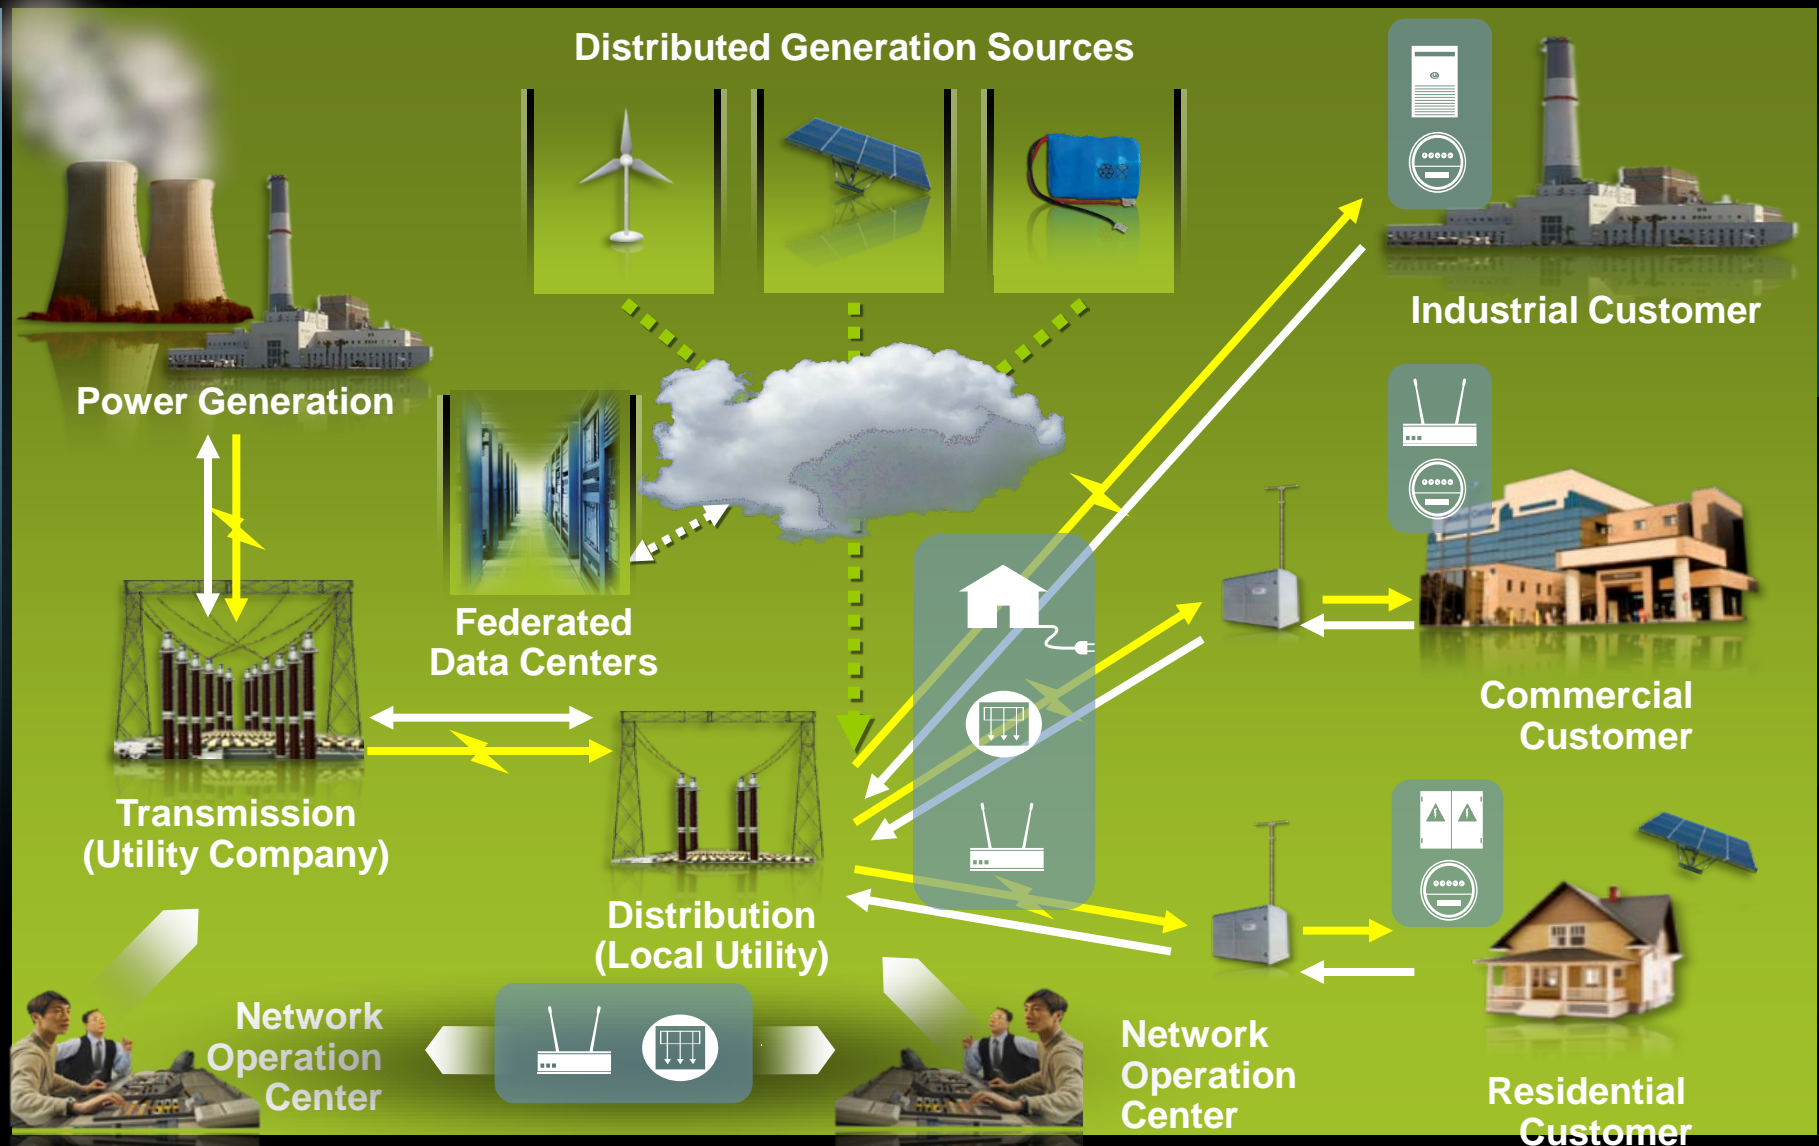 Distributed Generation Sources
Industrial Customer
Power Generation
Federated
Data Centers
Commercial
Customer
Transmission
(Utility Company)
Distribution
(Local Utility)
Network
Operation
Center
Network
Operation
Center
Residential
Customer